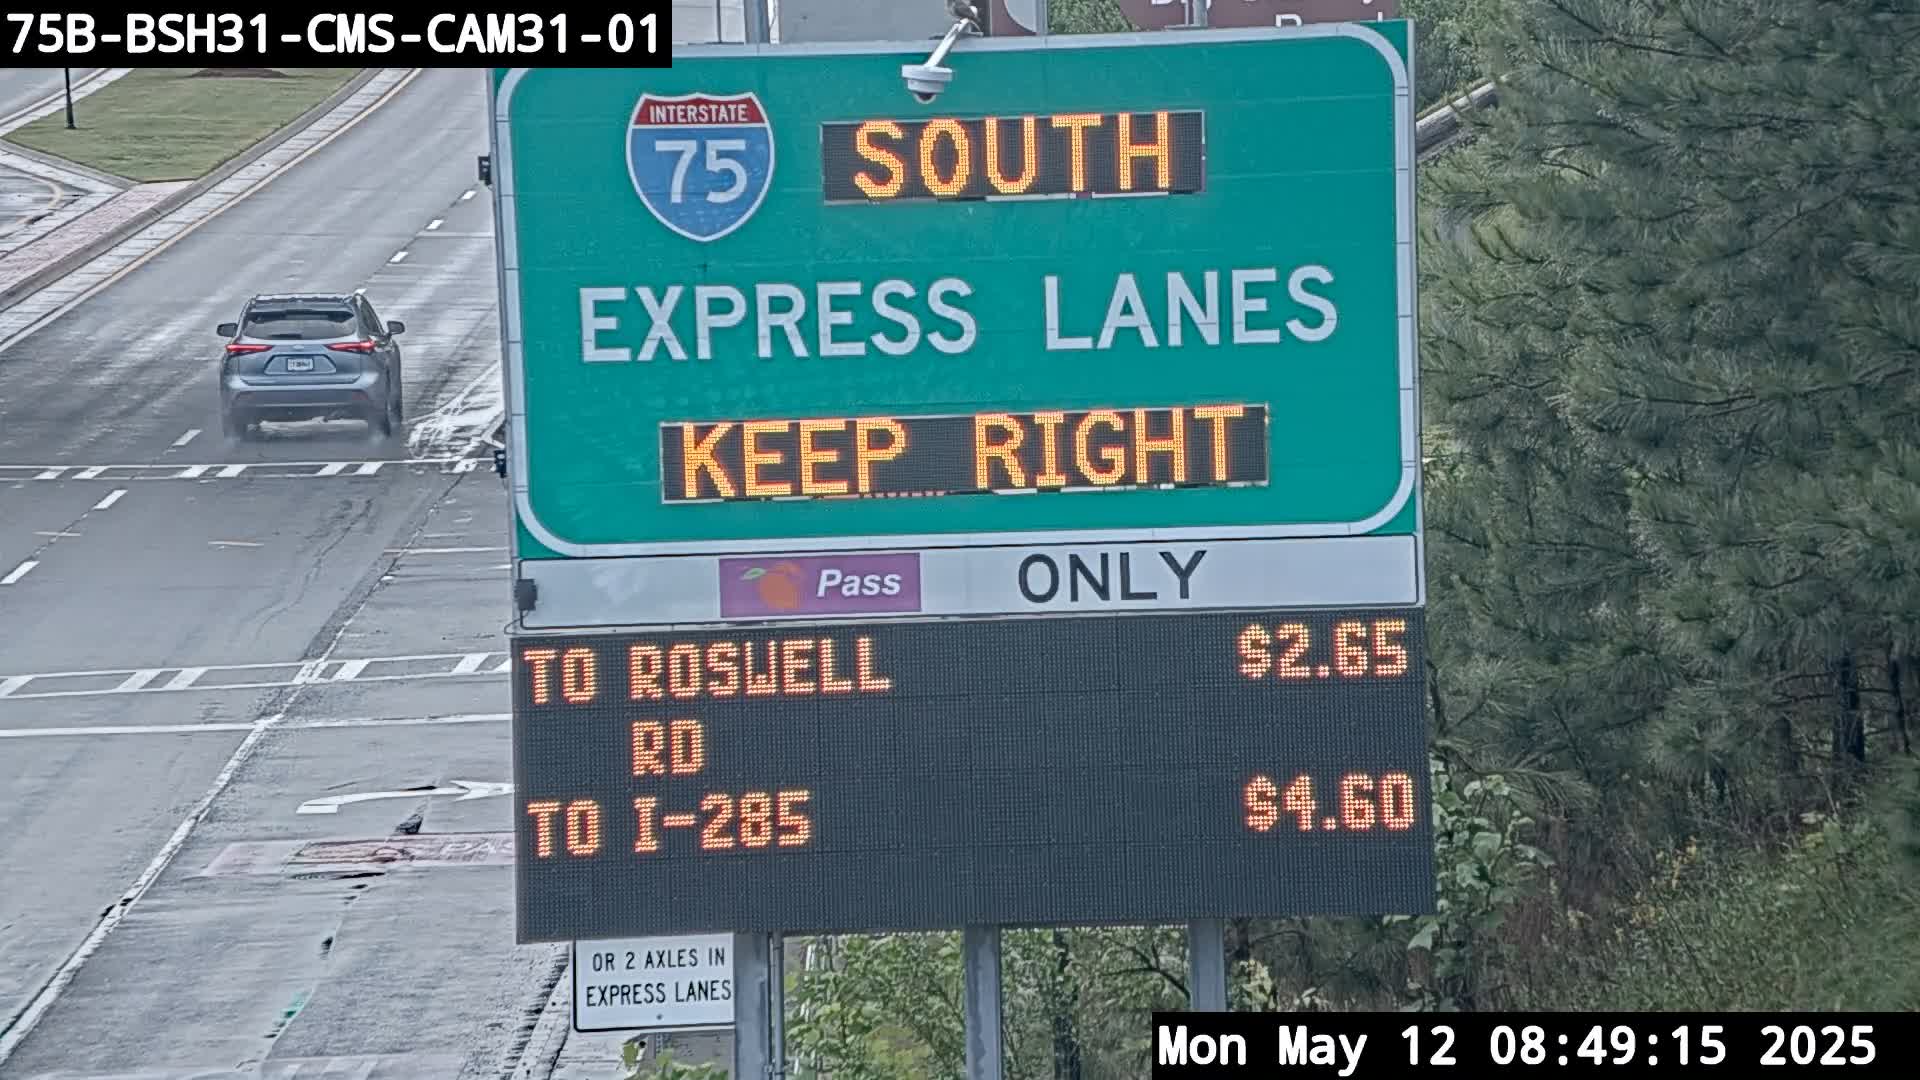 75B-BSH31-CMS-CAM31-01
INTERSTATE
75
SOUTH
EXPRESS LANES
KEEP RIGHT
Pass ONLY
TO ROSWELL $2.65
RD
TO I-285 $4.60
OR 2 AXLES IN
EXPRESS LANES
Mon May 12 08:49:15 2025